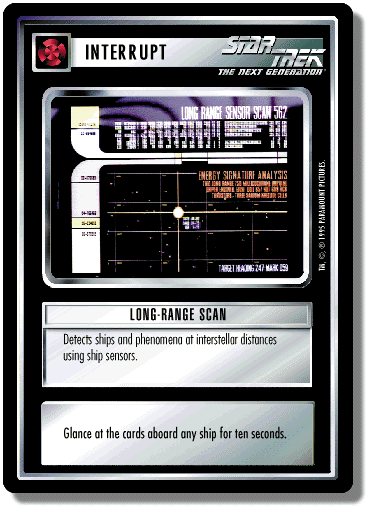 INTERRUPT
STAR TREK
THE NEXT GENERATION
LONG RANGE SENSOR SCAN 562
ENERGY SIGNATURE ANALYSIS
TARGET HEADING 247 MARK 059
TM, © ® 1995 PARAMOUNT PICTURES.
LONG-RANGE SCAN
Detects ships and phenomena at interstellar distances
using ship sensors.
Glance at the cards aboard any ship for ten seconds.